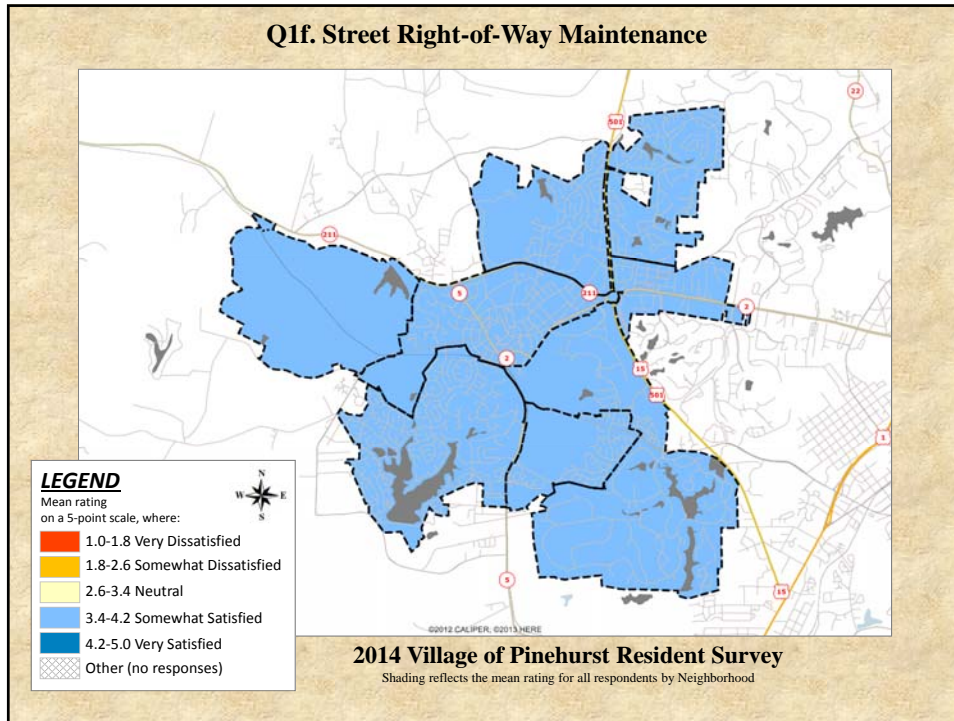 Q1f. Street Right-of-Way Maintenance
22
501
211
5
211
2
2
15
501
1
LEGEND
Mean rating
on a 5-point scale, where:
N
W E
S
1.0-1.8 Very Dissatisfied
1.8-2.6 Somewhat Dissatisfied
2.6-3.4 Neutral
3.4-4.2 Somewhat Satisfied
4.2-5.0 Very Satisfied
Other (no responses)
5
15
©2012 CALIPER, ©2013 HERE
2014 Village of Pinehurst Resident Survey
Shading reflects the mean rating for all respondents by Neighborhood